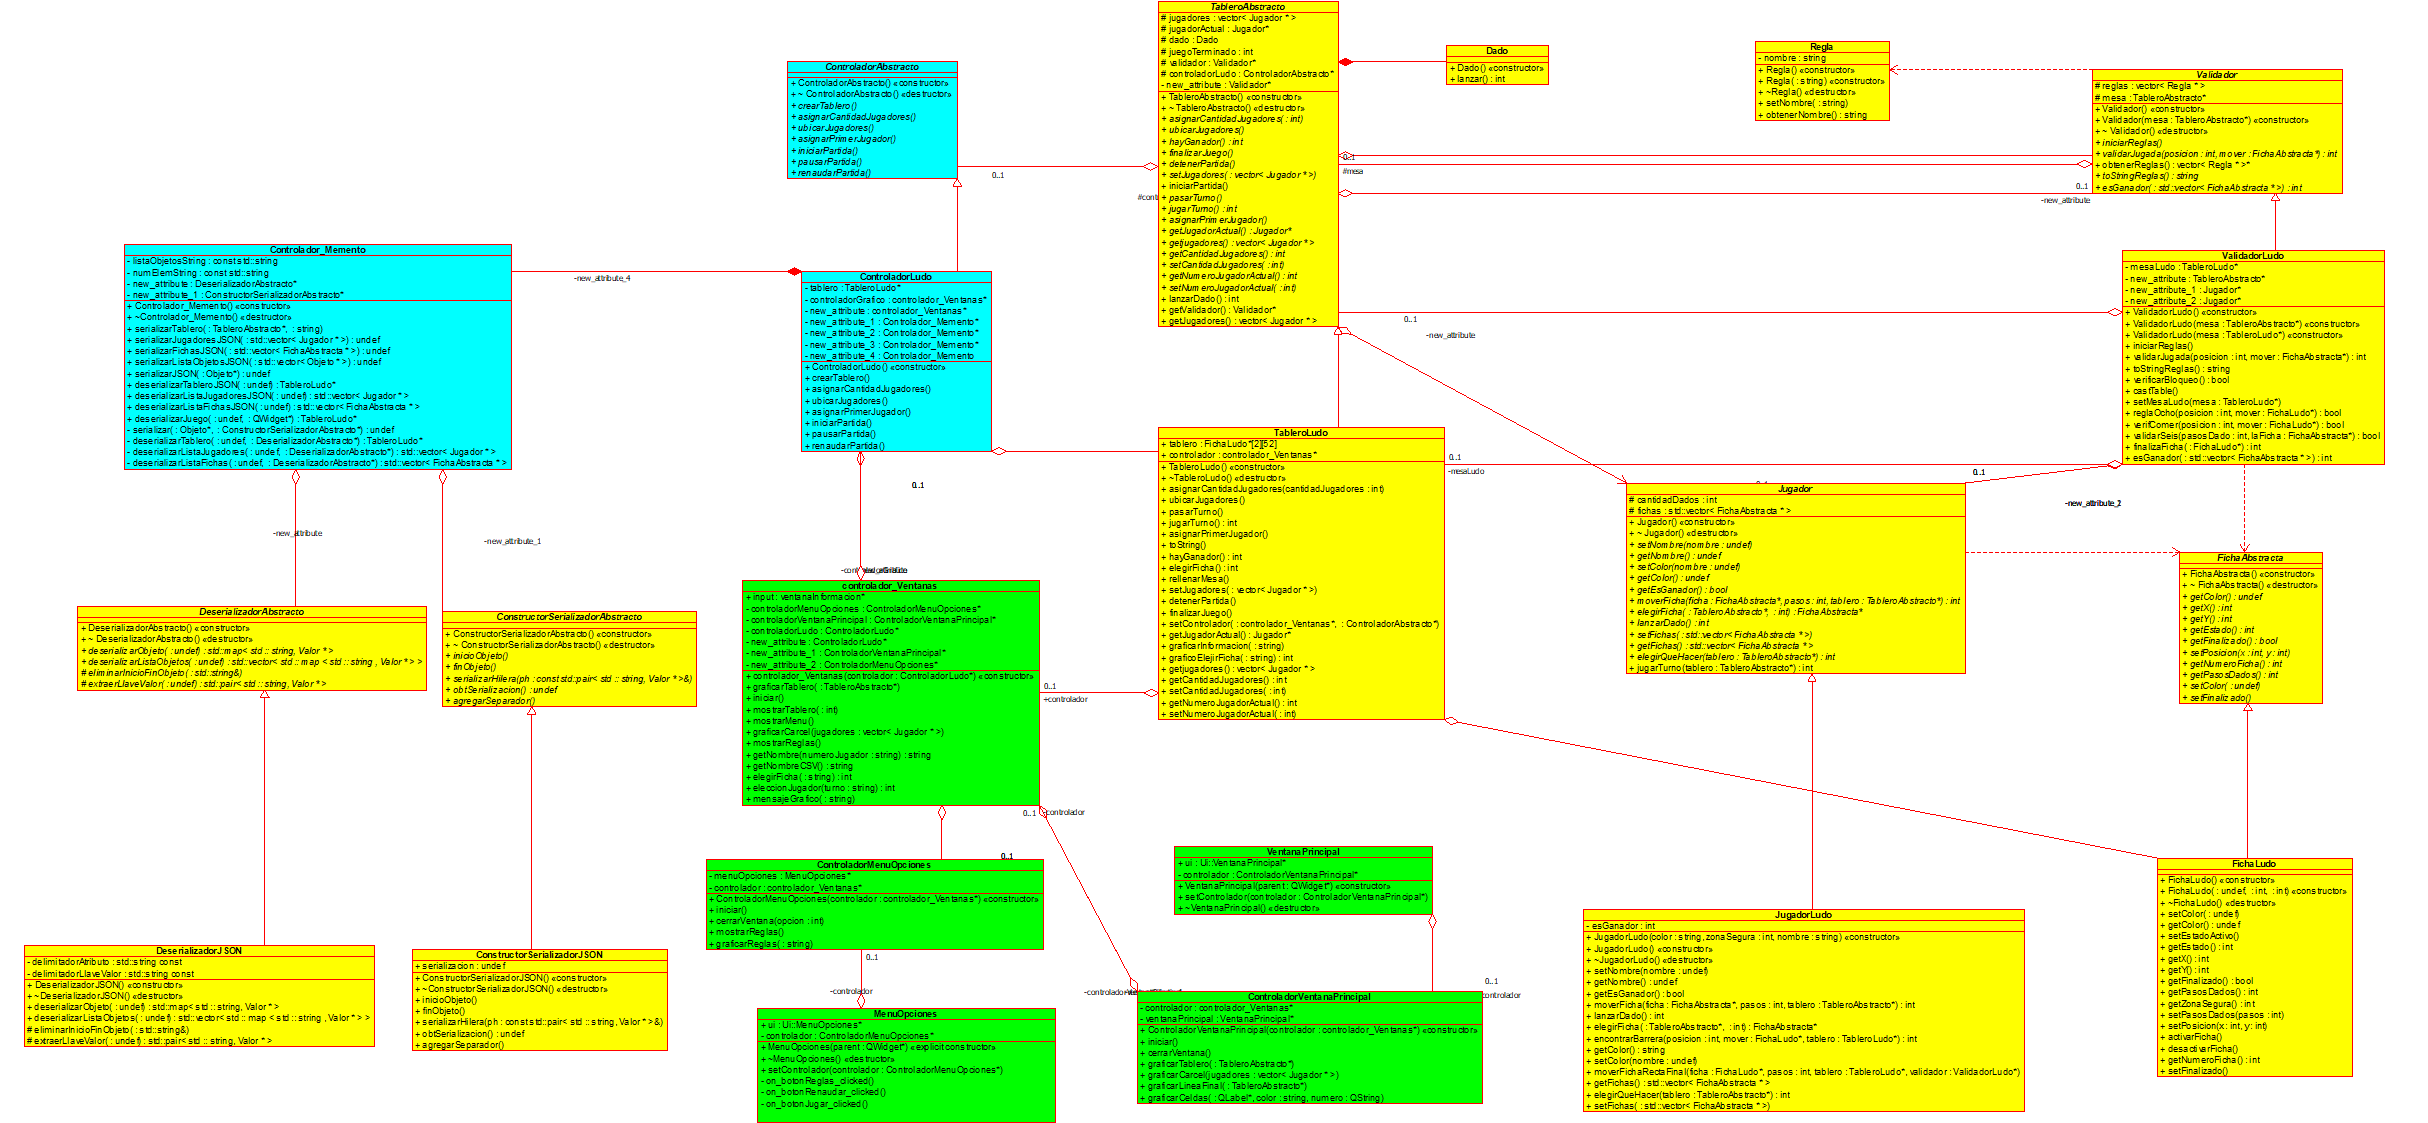 TableroAbstracto
# jugadores : vector< Jugador * >
# jugadorActual : Jugador*
# dado : Dado
# juegoTerminado : int
# validador : Validador*
# controladorLudo : ControladorAbstracto*
- new_attribute : Validador*
+ TableroAbstracto() «constructor»
+ ~ TableroAbstracto() «destructor»
+ asignarCantidadJugadores( : int)
+ ubicarJugadores()
+ hayGanador() : int
+ finalizarJuego()
+ detenerPartida()
+ setJugadores( : vector< Jugador * >)
+ iniciarPartida()
+ pasarTurno()
+ jugarTurno() : int
+ asignarPrimerJugador()
+ getJugadorActual() : Jugador*
+ getjugadores() : vector< Jugador * >
+ getCantidadJugadores() : int
+ setCantidadJugadores( : int)
+ getNumeroJugadorActual() : int
+ setNumeroJugadorActual( : int)
+ lanzarDado() : int
+ getValidador() : Validador*
+ getJugadores() : vector< Jugador * >
Dado
+ Dado() «constructor»
+ lanzar() : int
Regla
- nombre : string
+ Regla() «constructor»
+ Regla( : string) «constructor»
+ ~Regla() «destructor»
+ setNombre( : string)
+ obtenerNombre() : string
Validador
# reglas : vector< Regla * >
# mesa : TableroAbstracto*
+ Validador() «constructor»
+ Validador(mesa : TableroAbstracto*) «constructor»
+ ~ Validador() «destructor»
+ iniciarReglas()
+ validarJugada(posicion : int, mover : FichaAbstracta*) : int
+ obtenerReglas() : vector< Regla * >*
+ toStringReglas() : string
+ esGanador( : std::vector< FichaAbstracta * >) : int
ControladorAbstracto
+ ControladorAbstracto() «constructor»
+ ~ ControladorAbstracto() «destructor»
+ crearTablero()
+ asignarCantidadJugadores()
+ ubicarJugadores()
+ asignarPrimerJugador()
+ iniciarPartida()
+ pausarPartida()
+ renaudarPartida()
0..1
#cont
0..1
#mesa
0..1
-new_attribute
Controlador_Memento
- listaObjetosString : const std::string
- numElemString : const std::string
- new_attribute : DeserializadorAbstracto*
- new_attribute_1 : ConstructorSerializadorAbstracto*
+ Controlador_Memento() «constructor»
+ ~Controlador_Memento() «destructor»
+ serializarTablero( : TableroAbstracto*, : string)
+ serializarJugadoresJSON( : std::vector< Jugador * >) : undef
+ serializarFichasJSON( : std::vector< FichaAbstracta * >) : undef
+ serializarListaObjetosJSON( : std::vector< Objeto * >) : undef
+ serializarJSON( : Objeto*) : undef
+ deserializarTableroJSON( : undef) : TableroLudo*
+ deserializarListaJugadoresJSON( : undef) : std::vector< Jugador * >
+ deserializarListaFichasJSON( : undef) : std::vector< FichaAbstracta * >
+ deserializarJuego( : undef, : QWidget*) : TableroLudo*
- serializar( : Objeto*, : ConstructorSerializadorAbstracto*) : undef
- deserializarTablero( : undef, : DeserializadorAbstracto*) : TableroLudo*
- deserializarListaJugadores( : undef, : DeserializadorAbstracto*) : std::vector< Jugador * >
- deserializarListaFichas( : undef, : DeserializadorAbstracto*) : std::vector< FichaAbstracta * >
-new_attribute_4
ControladorLudo
- tablero : TableroLudo*
- controladorGrafico : controlador_Ventanas*
- new_attribute : controlador_Ventanas*
- new_attribute_1 : Controlador_Memento*
- new_attribute_2 : Controlador_Memento*
- new_attribute_3 : Controlador_Memento*
- new_attribute_4 : Controlador_Memento
+ ControladorLudo() «constructor»
+ crearTablero()
+ asignarCantidadJugadores()
+ ubicarJugadores()
+ asignarPrimerJugador()
+ iniciarPartida()
+ pausarPartida()
+ renaudarPartida()
ValidadorLudo
- mesaLudo : TableroLudo*
- new_attribute : TableroAbstracto*
- new_attribute_1 : Jugador*
- new_attribute_2 : Jugador*
+ ValidadorLudo() «constructor»
+ ValidadorLudo(mesa : TableroAbstracto*) «constructor»
+ ValidadorLudo(mesa : TableroLudo*) «constructor»
+ iniciarReglas()
+ validarJugada(posicion : int, mover : FichaAbstracta*) : int
+ toStringReglas() : string
+ verificarBloqueo() : bool
+ castTable()
+ setMesaLudo(mesa : TableroLudo*)
+ reglaOcho(posicion : int, mover : FichaLudo*) : bool
+ verifComer(posicion : int, mover : FichaLudo*) : bool
+ validarSeis(pasosDado : int, laFicha : FichaAbstracta*) : bool
+ finalizaFicha( : FichaLudo*) : int
+ esGanador( : std::vector< FichaAbstracta * >) : int
0..1
-new_attribute
TableroLudo
+ tablero : FichaLudo*[2][52]
+ controlador : controlador_Ventanas*
+ TableroLudo() «constructor»
+ ~TableroLudo() «destructor»
+ asignarCantidadJugadores(cantidadJugadores : int)
+ ubicarJugadores()
+ pasarTurno()
+ jugarTurno() : int
+ asignarPrimerJugador()
+ toString()
+ hayGanador() : int
+ elegirFicha() : int
+ rellenarMesa()
+ setJugadores( : vector< Jugador * >)
+ detenerPartida()
+ finalizarJuego()
+ setControlador( : controlador_Ventanas*, : ControladorAbstracto*)
+ getJugadorActual() : Jugador*
+ graficarInformacion( : string)
+ graficoElejirFicha( : string) : int
+ getjugadores() : vector< Jugador * >
+ getCantidadJugadores() : int
+ setCantidadJugadores( : int)
+ getNumeroJugadorActual() : int
+ setNumeroJugadorActual( : int)
0..1
-mesaLudo
0..1
0..1
Jugador
# cantidadDados : int
# fichas : std::vector< FichaAbstracta * >
+ Jugador() «constructor»
+ ~ Jugador() «destructor»
+ setNombre(nombre : undef)
+ getNombre() : undef
+ setColor(nombre : undef)
+ getColor() : undef
+ getEsGanador() : bool
+ moverFicha(ficha : FichaAbstracta*, pasos : int, tablero : TableroAbstracto*) : int
+ elegirFicha( : TableroAbstracto*, : int) : FichaAbstracta*
+ lanzarDado() : int
+ setFichas( : std::vector< FichaAbstracta * >)
+ getFichas() : std::vector< FichaAbstracta * >
+ elegirQueHacer(tablero : TableroAbstracto*) : int
+ jugarTurno(tablero : TableroAbstracto*) : int
FichaAbstracta
+ FichaAbstracta() «constructor»
+ ~ FichaAbstracta() «destructor»
+ getColor() : undef
+ getX() : int
+ getY() : int
+ getEstado() : int
+ getFinalizado() : bool
+ setPosicion(x : int, y : int)
+ getNumeroFicha() : int
+ getPasosDados() : int
+ setColor( : undef)
+ setFinalizado()
-new_attribute
-new_attribute_1
controlador_Ventanas
+ input : ventanaInformacion*
- controladorMenuOpciones : ControladorMenuOpciones*
- controladorVentanaPrincipal : ControladorVentanaPrincipal*
- controladorLudo : ControladorLudo*
- new_attribute : ControladorLudo*
- new_attribute_1 : ControladorVentanaPrincipal*
- new_attribute_2 : ControladorMenuOpciones*
+ controlador_Ventanas(controlador : ControladorLudo*) «constructor»
+ graficarTablero( : TableroAbstracto*)
+ iniciar()
+ mostrarTablero( : int)
+ mostrarMenu()
+ graficarCarcel(jugadores : vector< Jugador * >)
+ mostrarReglas()
+ getNombre(numeroJugador : string) : string
+ getNombreCSV() : string
+ elegirFicha( : string) : int
+ eleccionJugador(turno : string) : int
+ mensajeGrafico( : string)
0..1
+controlador
DeserializadorAbstracto
+ DeserializadorAbstracto() «constructor»
+ ~ DeserializadorAbstracto() «destructor»
+ deserializarObjeto( : undef) : std::map< std :: string, Valor * >
+ deserializarListaObjetos( : undef) : std::vector< std :: map < std :: string , Valor * > >
# eliminarInicioFinObjeto( : std::string&)
# extraerLlaveValor( : undef) : std::pair< std :: string, Valor * >
ConstructorSerializadorAbstracto
+ ConstructorSerializadorAbstracto() «constructor»
+ ~ ConstructorSerializadorAbstracto() «destructor»
+ inicioObjeto()
+ finObjeto()
+ serializarHilera(ph : const std::pair< std :: string, Valor * >&)
+ obtSerializacion() : undef
+ agregarSeparador()
0..1
controlador
0..1
ControladorMenuOpciones
- menuOpciones : MenuOpciones*
- controlador : controlador_Ventanas*
+ ControladorMenuOpciones(controlador : controlador_Ventanas*) «constructor»
+ iniciar()
+ cerrarVentana(opcion : int)
+ mostrarReglas()
+ graficarReglas( : string)
VentanaPrincipal
+ ui : Ui::VentanaPrincipal*
- controlador : ControladorVentanaPrincipal*
+ VentanaPrincipal(parent : QWidget*) «constructor»
+ setControlador(controlador : ControladorVentanaPrincipal*)
+ ~VentanaPrincipal() «destructor»
FichaLudo
+ FichaLudo() «constructor»
+ FichaLudo( : undef, : int, : int) «constructor»
+ ~FichaLudo() «destructor»
+ setColor( : undef)
+ getColor() : undef
+ setEstadoActivo()
+ getEstado() : int
+ getX() : int
+ getY() : int
+ getFinalizado() : bool
+ getPasosDados() : int
+ getZonaSegura() : int
+ setPasosDados(pasos : int)
+ setPosicion(x : int, y : int)
+ activarFicha()
+ desactivarFicha()
+ getNumeroFicha() : int
+ setFinalizado()
JugadorLudo
- esGanador : int
+ JugadorLudo(color : string, zonaSegura : int, nombre : string) «constructor»
+ JugadorLudo() «constructor»
+ ~JugadorLudo() «destructor»
+ setNombre(nombre : undef)
+ getNombre() : undef
+ getEsGanador() : bool
+ moverFicha(ficha : FichaAbstracta*, pasos : int, tablero : TableroAbstracto*) : int
+ lanzarDado() : int
+ elegirFicha( : TableroAbstracto*, : int) : FichaAbstracta*
+ encontrarBarrera(posicion : int, mover : FichaLudo*, tablero : TableroLudo*) : int
+ getColor() : string
+ setColor(nombre : undef)
+ moverFichaRectaFinal(ficha : FichaLudo*, pasos : int, tablero : TableroLudo*, validador : ValidadorLudo*)
+ getFichas() : std::vector< FichaAbstracta * >
+ elegirQueHacer(tablero : TableroAbstracto*) : int
+ setFichas( : std::vector< FichaAbstracta * >)
DeserializadorJSON
- delimitadorAtributo : std::string const
- delimitadorLlaveValor : std::string const
+ DeserializadorJSON() «constructor»
+ ~DeserializadorJSON() «destructor»
+ deserializarObjeto( : undef) : std::map< std :: string, Valor * >
+ deserializarListaObjetos( : undef) : std::vector< std :: map < std :: string , Valor * > >
# eliminarInicioFinObjeto( : std::string&)
# extraerLlaveValor( : undef) : std::pair< std :: string, Valor * >
ConstructorSerializadorJSON
+ serializacion : undef
+ ConstructorSerializadorJSON() «constructor»
+ ~ConstructorSerializadorJSON() «destructor»
+ inicioObjeto()
+ finObjeto()
+ serializarHilera(ph : const std::pair< std :: string, Valor * >&)
+ obtSerializacion() : undef
+ agregarSeparador()
0..1
-controlador
MenuOpciones
+ ui : Ui::MenuOpciones*
- controlador : ControladorMenuOpciones*
+ MenuOpciones(parent : QWidget*) «explicit constructor»
+ ~MenuOpciones() «destructor»
+ setControlador(controlador : ControladorMenuOpciones*)
- on_botonReglas_clicked()
- on_botonRenaudar_clicked()
- on_botonJugar_clicked()
0..1
controlador
-controlador
ControladorVentanaPrincipal
- controlador : controlador_Ventanas*
- ventanaPrincipal : VentanaPrincipal*
+ ControladorVentanaPrincipal(controlador : controlador_Ventanas*) «constructor»
+ iniciar()
+ cerrarVentana()
+ graficarTablero( : TableroAbstracto*)
+ graficarCarcel(jugadores : vector< Jugador * >)
+ graficarLineaFinal( : TableroAbstracto*)
+ graficarCeldas( : QLabel*, color : string, numero : QString)